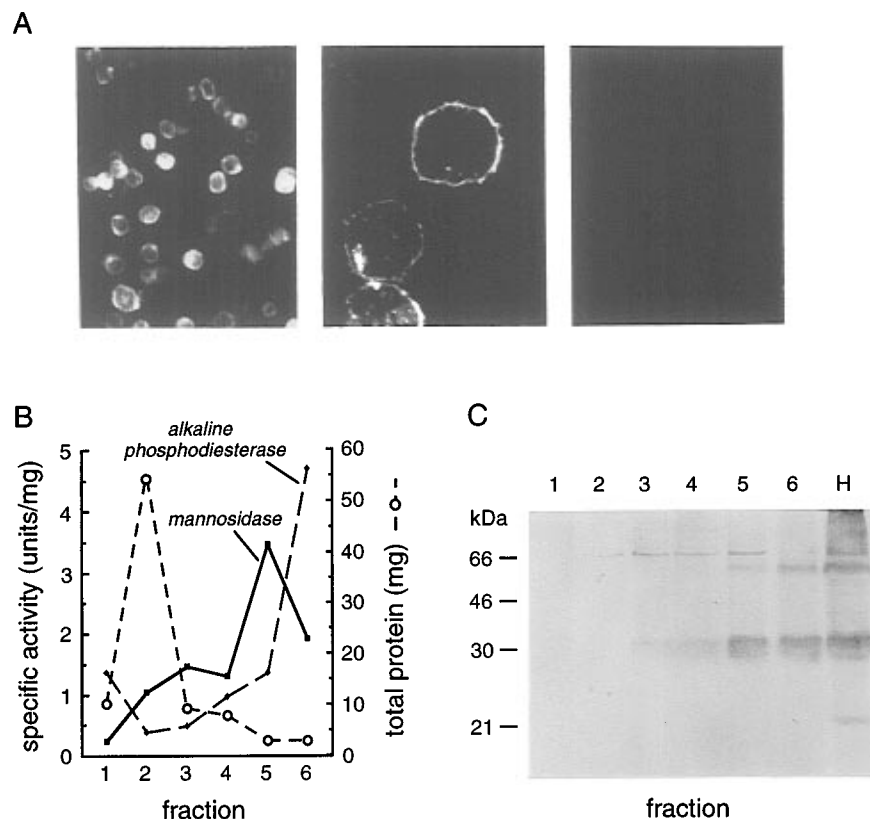 A
B
alkaline
phosphodiesterase
mannosidase
specific activity (units/mg)
5
4
3
2
1
0
total protein (mg)
60
50
40
30
20
10
0
1 2 3 4 5 6
fraction
C
1 2 3 4 5 6 H
kDa
66
46
30
21
fraction